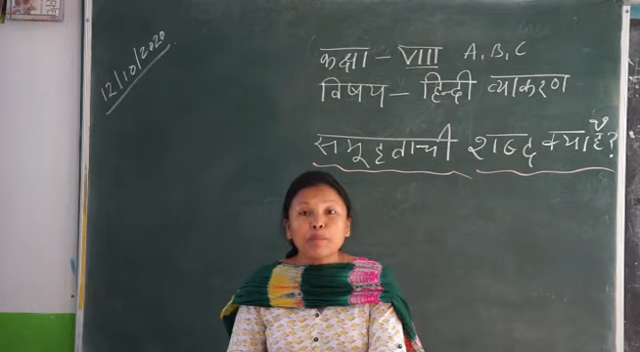 12/10/2020
कक्षा – VIII A, B, C
विषय – हिन्दी व्याकरण
समूहवाची शब्द क्या है?